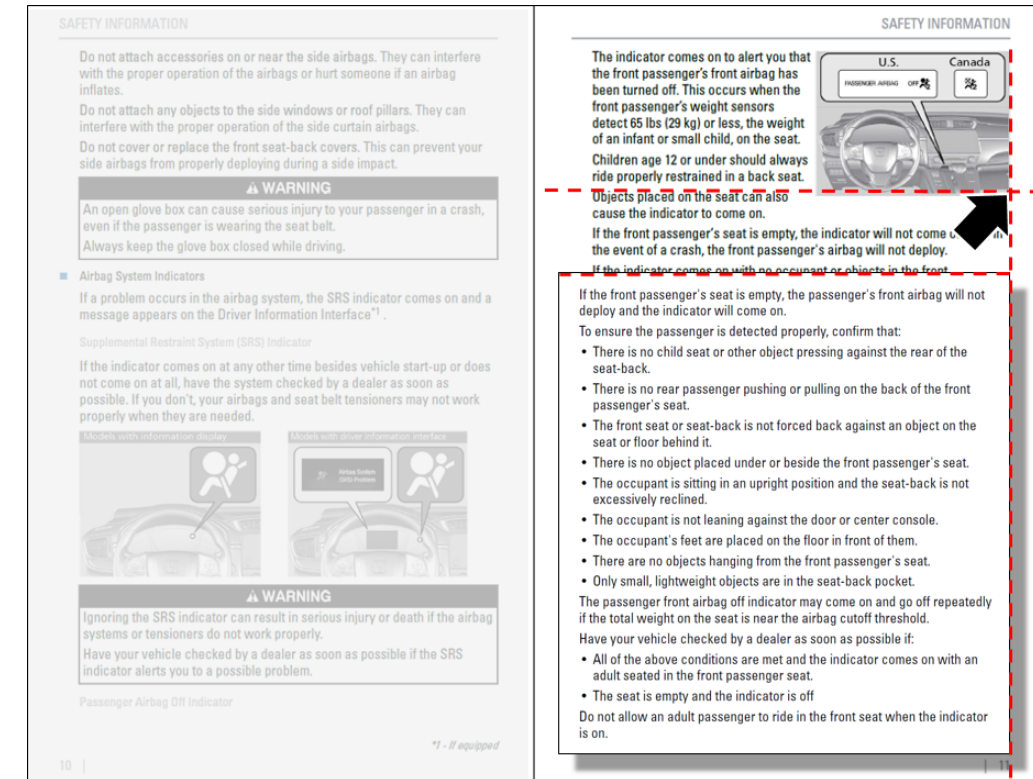 SAFETY INFORMATION
Do not attach accessories on or near the side airbags. They can interfere
with the proper operation of the airbags or hurt someone if an airbag
inflates.
Do not attach any objects to the side windows or roof pillars. They can
interfere with the proper operation of the side curtain airbags.
Do not cover or replace the front seat-back covers. This can prevent your
side airbags from properly deploying during a side impact.
WARNING
An open glove box can cause serious injury to your passenger in a crash,
even if the passenger is wearing the seat belt.
Always keep the glove box closed while driving.
■ Airbag System Indicators
If a problem occurs in the airbag system, the SRS indicator comes on and a
message appears on the Driver Information Interface*1 .
Supplemental Restraint System (SRS) Indicator
If the indicator comes on at any other time besides vehicle start-up or does
not come on at all, have the system checked by a dealer as soon as
possible. If you don't, your airbags and seat belt tensioners may not work
properly when they are needed.
Models with information display
Models with driver information interface
Airbag System
(SRS) Problem
WARNING
Ignoring the SRS indicator can result in serious injury or death if the airbag
systems or tensioners do not work properly.
Have your vehicle checked by a dealer as soon as possible if the SRS
indicator alerts you to a possible problem.
Passenger Airbag Off Indicator
*1 - If equipped
10 |
SAFETY INFORMATION
The indicator comes on to alert you that
the front passenger's front airbag has
been turned off. This occurs when the
front passenger's weight sensors
detect 65 lbs (29 kg) or less, the weight
of an infant or small child, on the seat.
Children age 12 or under should always
ride properly restrained in a back seat.
Objects placed on the seat can also
cause the indicator to come on.
U.S.
Canada
PASSENGER AIRBAG OFF
If the front passenger's seat is empty, the indicator will not come in
the event of a crash, the front passenger's airbag will not deploy.
If the indicator comes on with no occupant or objects in the front
If the front passenger's seat is empty, the passenger's front airbag will not
deploy and the indicator will come on.
To ensure the passenger is detected properly, confirm that:
• There is no child seat or other object pressing against the rear of the
seat-back.
• There is no rear passenger pushing or pulling on the back of the front
passenger's seat.
• The front seat or seat-back is not forced back against an object on the
seat or floor behind it.
• There is no object placed under or beside the front passenger's seat.
• The occupant is sitting in an upright position and the seat-back is not
excessively reclined.
• The occupant is not leaning against the door or center console.
• The occupant's feet are placed on the floor in front of them.
• There are no objects hanging from the front passenger's seat.
• Only small, lightweight objects are in the seat-back pocket.
The passenger front airbag off indicator may come on and go off repeatedly
if the total weight on the seat is near the airbag cutoff threshold.
Have your vehicle checked by a dealer as soon as possible if:
• All of the above conditions are met and the indicator comes on with an
adult seated in the front passenger seat.
• The seat is empty and the indicator is off
Do not allow an adult passenger to ride in the front seat when the indicator
is on.
| 11